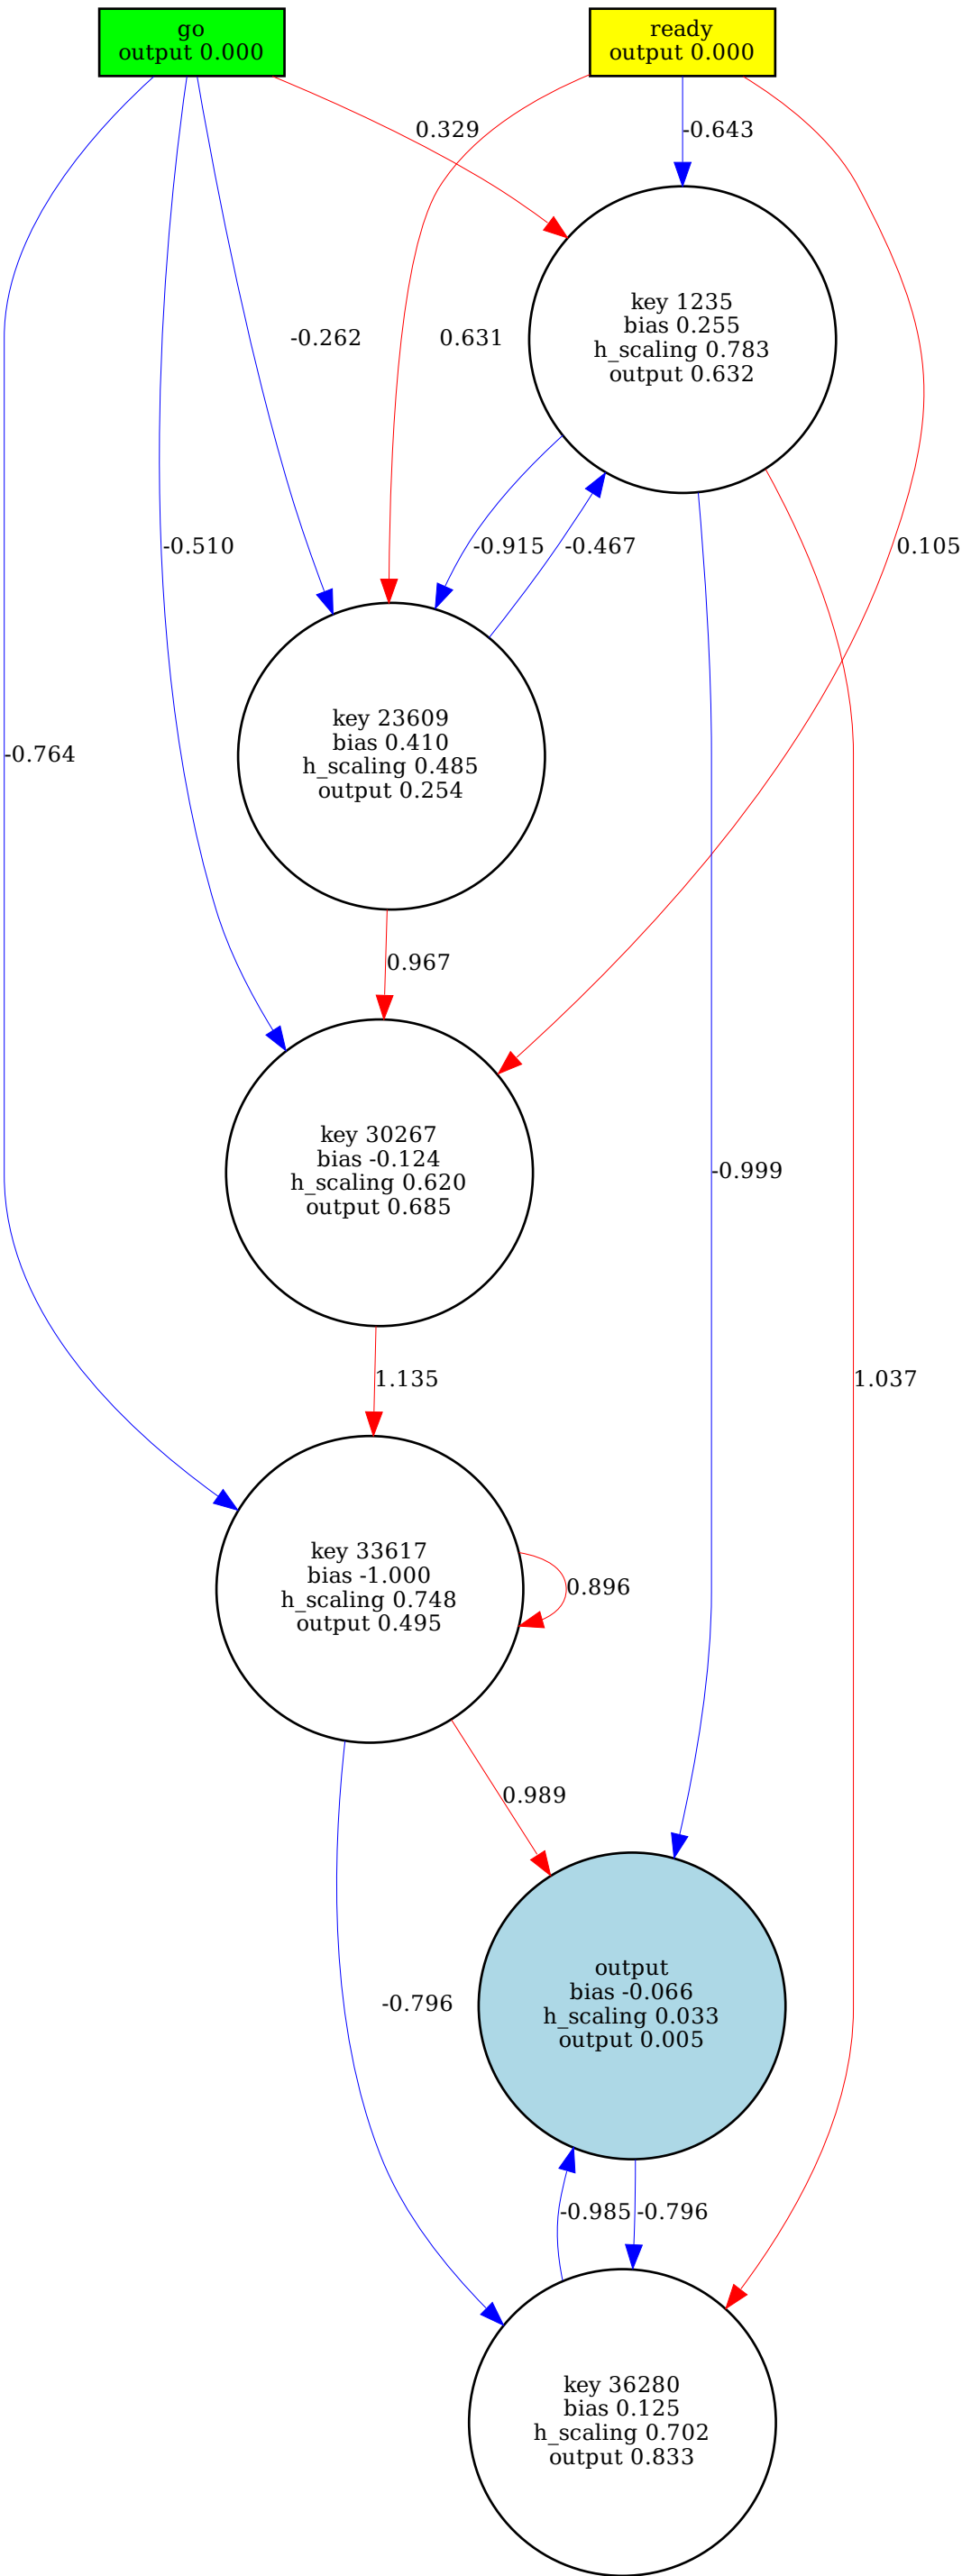 go
output 0.000
ready
output 0.000
0.329
-0.643
key 1235
bias 0.255
h_scaling 0.783
output 0.632
-0.262
0.631
-0.510
-0.915
-0.467
0.105
key 23609
bias 0.410
h_scaling 0.485
output 0.254
-0.764
0.967
key 30267
bias -0.124
h_scaling 0.620
output 0.685
-0.999
1.135
1.037
key 33617
bias -1.000
h_scaling 0.748
output 0.495
0.896
0.989
output
bias -0.066
h_scaling 0.033
output 0.005
-0.796
-0.985
-0.796
key 36280
bias 0.125
h_scaling 0.702
output 0.833